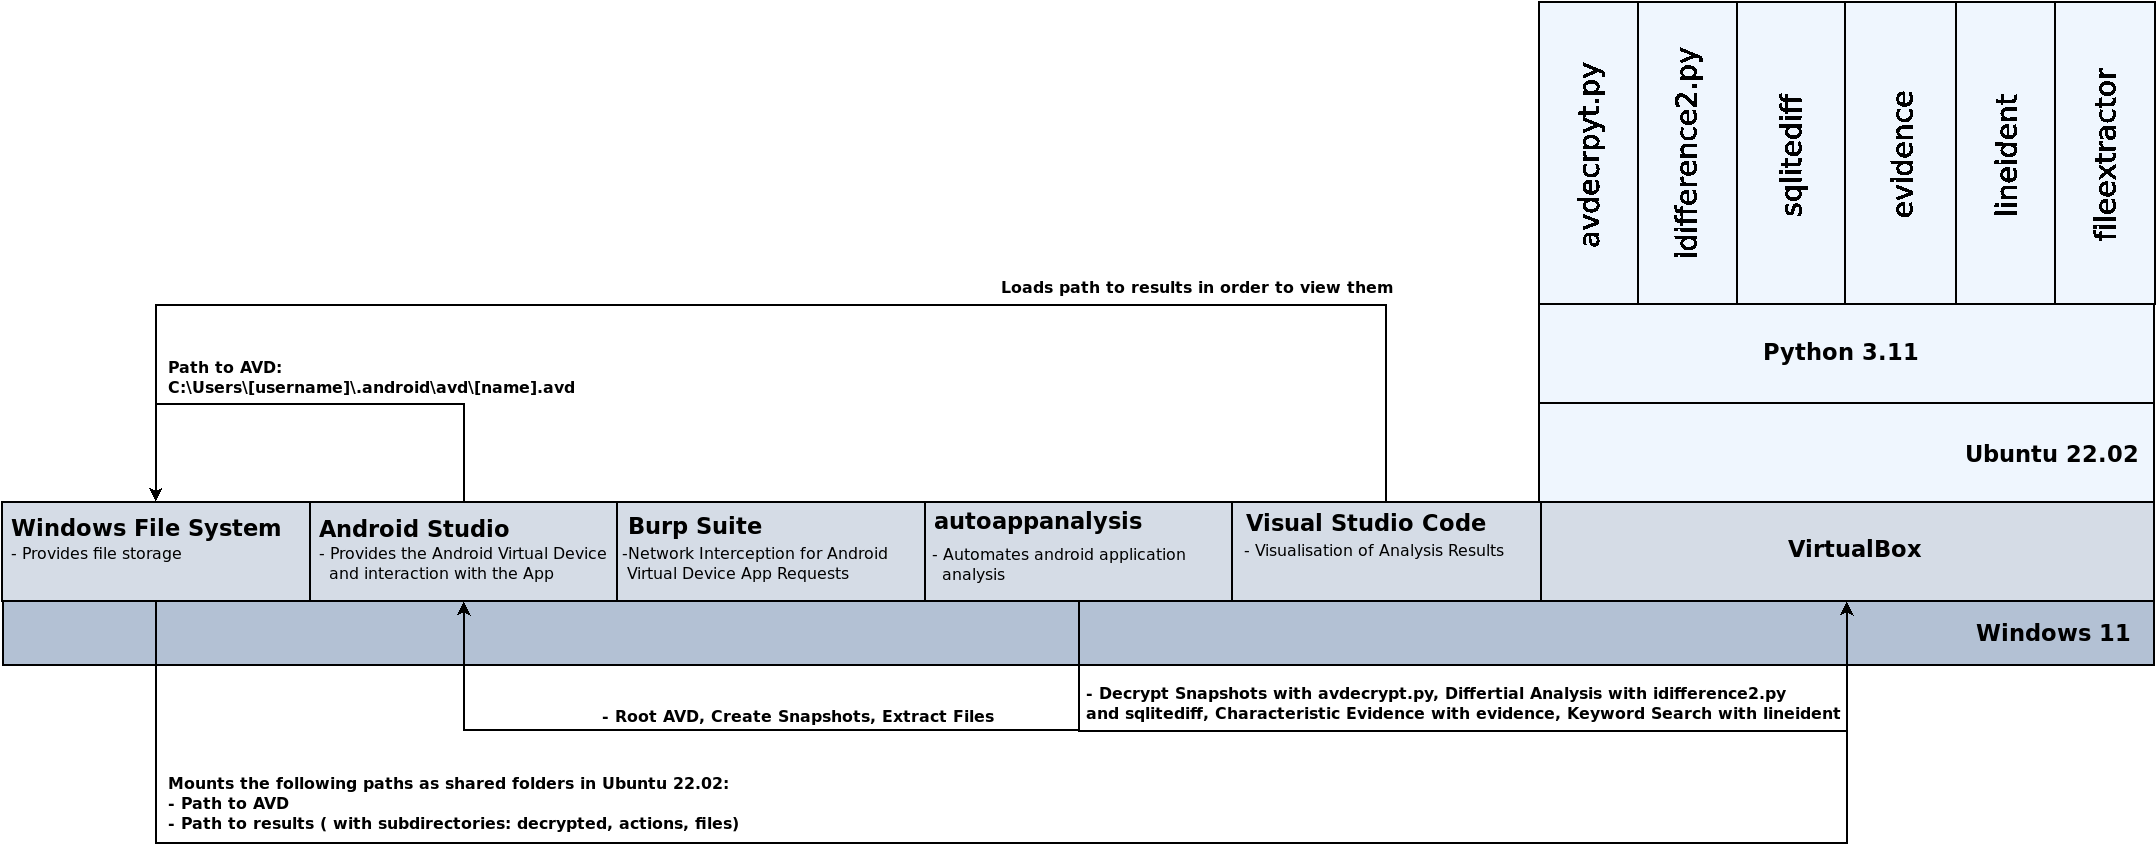 avdecrpyt.py
idifference2.py
sqlitediff
evidence
lineident
fileextractor
Loads path to results in order to view them
Python 3.11
Path to AVD:
C:\Users\[username]\.android\avd\[name].avd
Ubuntu 22.02
Windows File System
- Provides file storage
Android Studio
- Provides the Android Virtual Device
and interaction with the App
Burp Suite
-Network Interception for Android
Virtual Device App Requests
autoappanalysis
- Automates android application
analysis
Visual Studio Code
- Visualisation of Analysis Results
VirtualBox
Windows 11
- Root AVD, Create Snapshots, Extract Files
- Decrypt Snapshots with avdecrypt.py, Differtial Analysis with idifference2.py
and sqlitediff, Characteristic Evidence with evidence, Keyword Search with lineident
Mounts the following paths as shared folders in Ubuntu 22.02:
- Path to AVD
- Path to results ( with subdirectories: decrypted, actions, files)